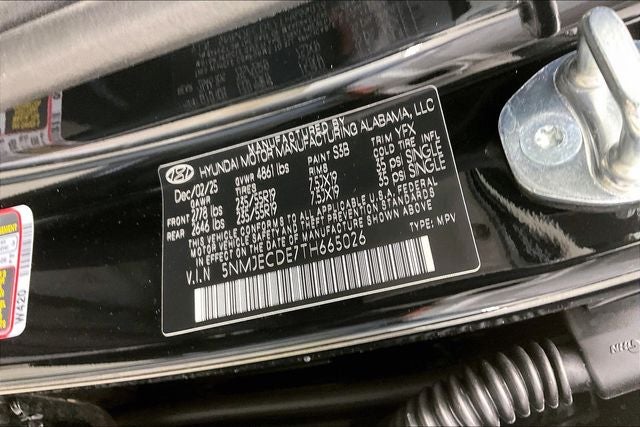 MANUFACTURED BY
HYUNDAI MOTOR MANUFACTURING ALABAMA, LLC
Dec/02/25 GVWR 4861 lbs PAINT S3B TRIM YFX
GAWR TIRES RIMS COLD TIRE INFL
FRONT 2778 lbs 235/55R19 7.5JX19 35 PSI SINGLE
REAR 2646 lbs 235/55R19 7.5JX19 35 PSI SINGLE
THIS VEHICLE CONFORMS TO ALL APPLICABLE U.S.A FEDERAL
MOTOR VEHICLE SAFETY AND THEFT PREVENTION STANDARDS
IN EFFECT ON THE DATE OF MANUFACTURE SHOWN ABOVE.
V.I.N 5NMJECDE7TH665026 TYPE: MPV
W420